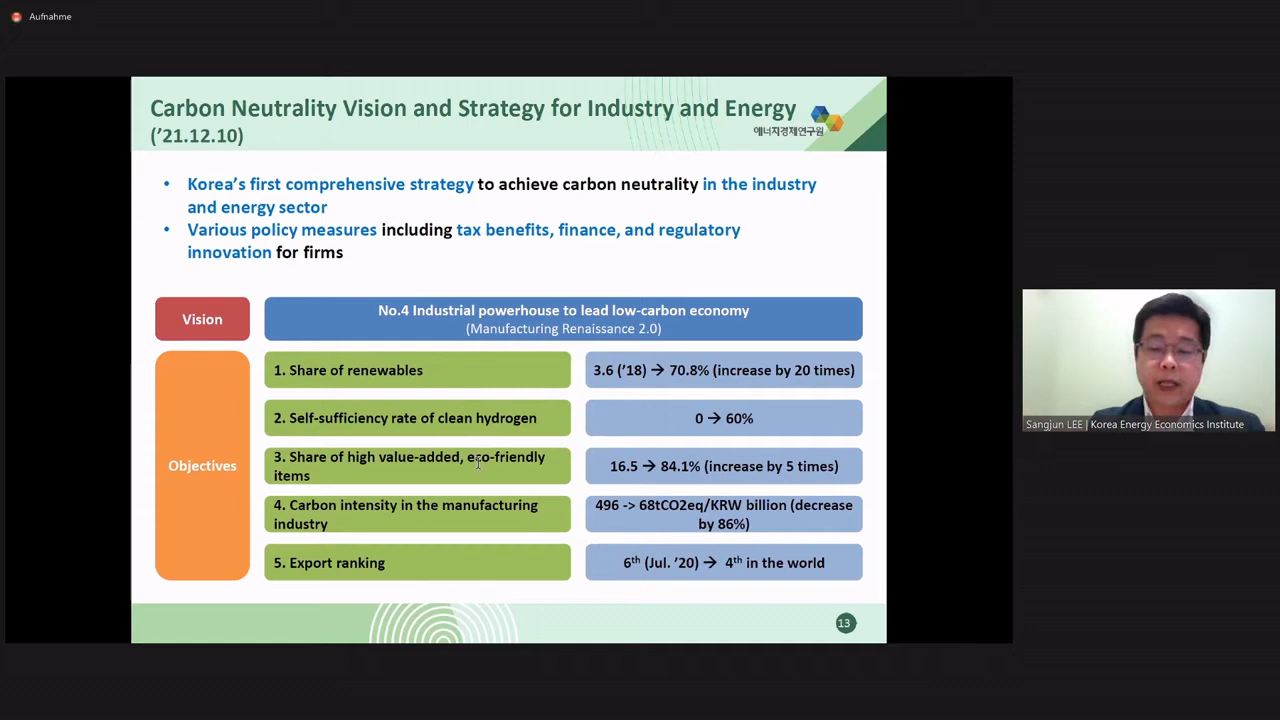 Aufnahme
Carbon Neutrality Vision and Strategy for Industry and Energy
(’21.12.10)
에너지경제연구원
• Korea’s first comprehensive strategy to achieve carbon neutrality in the industry
and energy sector
• Various policy measures including tax benefits, finance, and regulatory
innovation for firms
Vision
No.4 Industrial powerhouse to lead low-carbon economy
(Manufacturing Renaissance 2.0)
Objectives
1. Share of renewables
3.6 (’18) → 70.8% (increase by 20 times)
2. Self-sufficiency rate of clean hydrogen
0 → 60%
3. Share of high value-added, eco-friendly
items
16.5 → 84.1% (increase by 5 times)
4. Carbon intensity in the manufacturing
industry
496 -> 68tCO2eq/KRW billion (decrease
by 86%)
5. Export ranking
6th (Jul. ’20) → 4th in the world
13
Sangjun LEE | Korea Energy Economics Institute